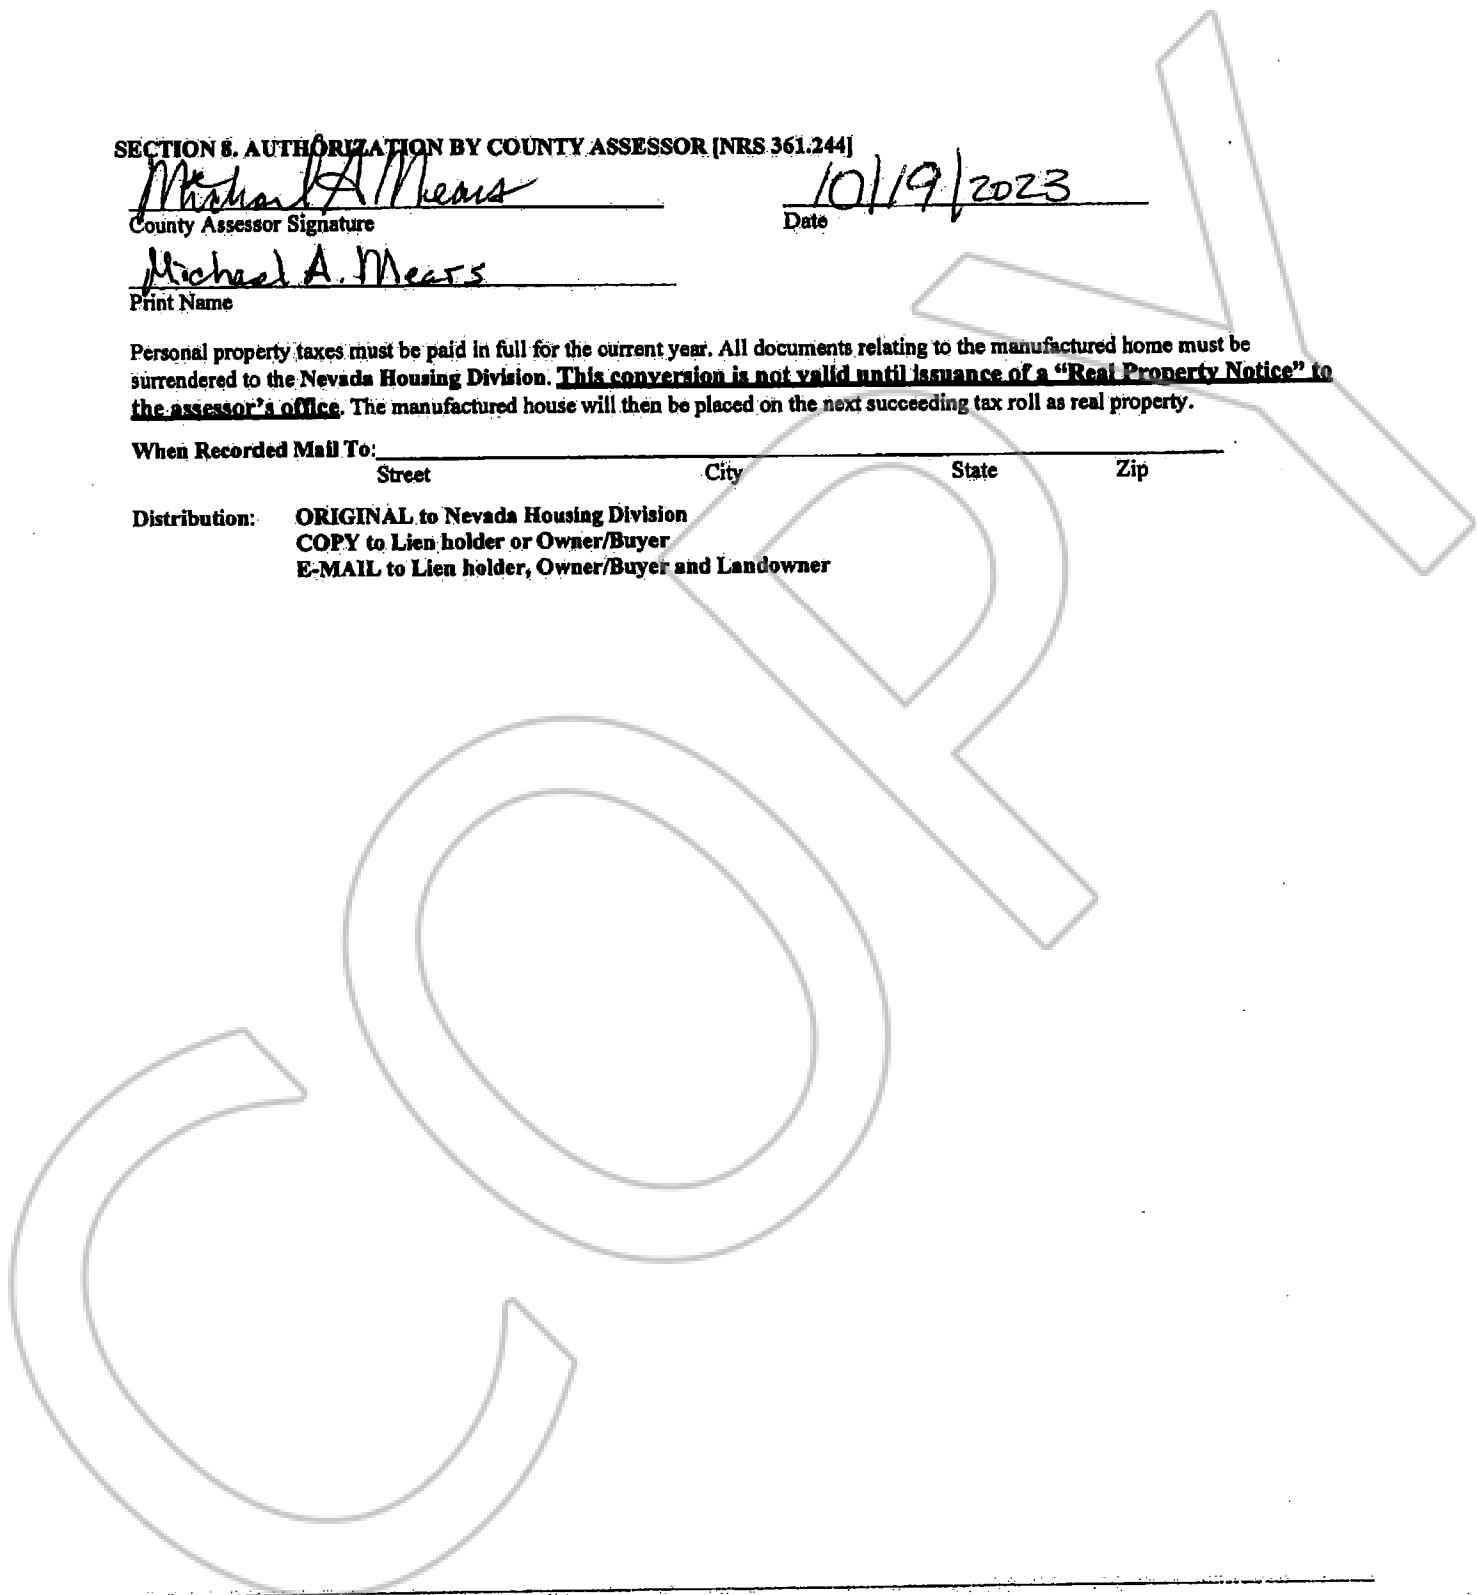 SECTION 8. AUTHORIZATION BY COUNTY ASSESSOR [NRS 361.244]
Michael A Mears 10/19/2023
County Assessor Signature Date
Michael A. Mears
Print Name
Personal property taxes must be paid in full for the current year. All documents relating to the manufactured home must be
surrendered to the Nevada Housing Division. This conversion is not valid until issuance of a “Real Property Notice” to
the assessor’s office. The manufactured house will then be placed on the next succeeding tax roll as real property.
When Recorded Mail To:
Street City State Zip
Distribution: ORIGINAL to Nevada Housing Division
COPY to Lien holder or Owner/Buyer
E-MAIL to Lien holder, Owner/Buyer and Landowner
COPY